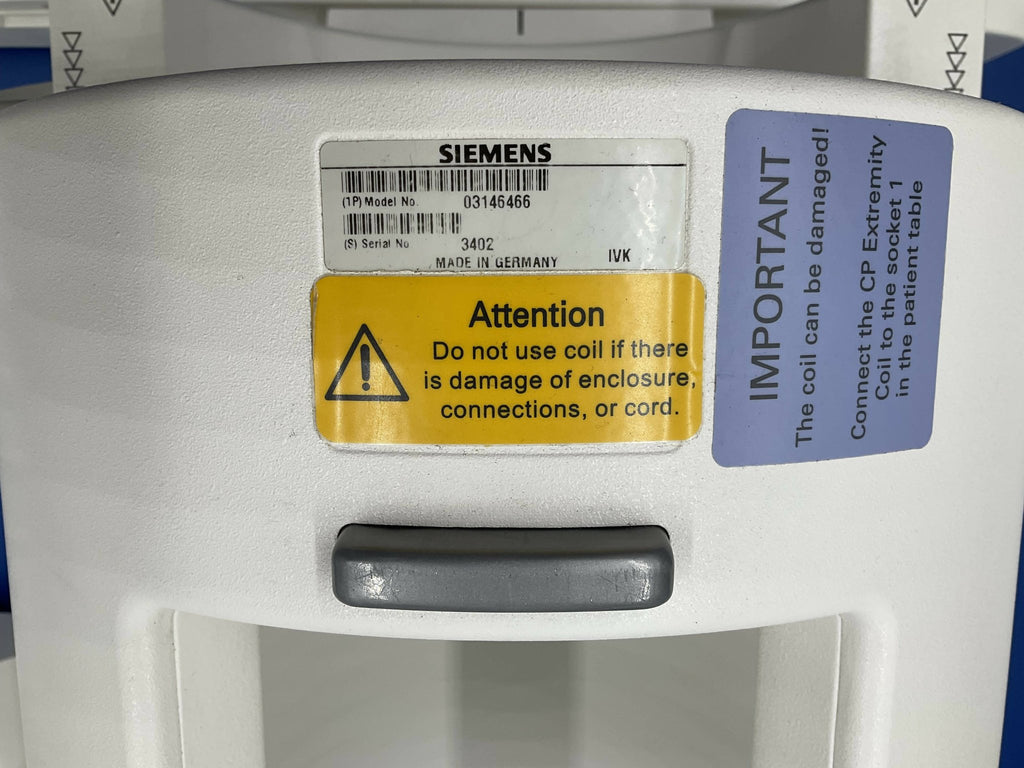 SIEMENS
(1P) Model No. 03146466
(S) Serial No 3402
MADE IN GERMANY IVK
Attention
Do not use coil if there
is damage of enclosure,
connections, or cord.
IMPORTANT
The coil can be damaged!
Connect the CP Extremity
Coil to the socket 1
in the patient table